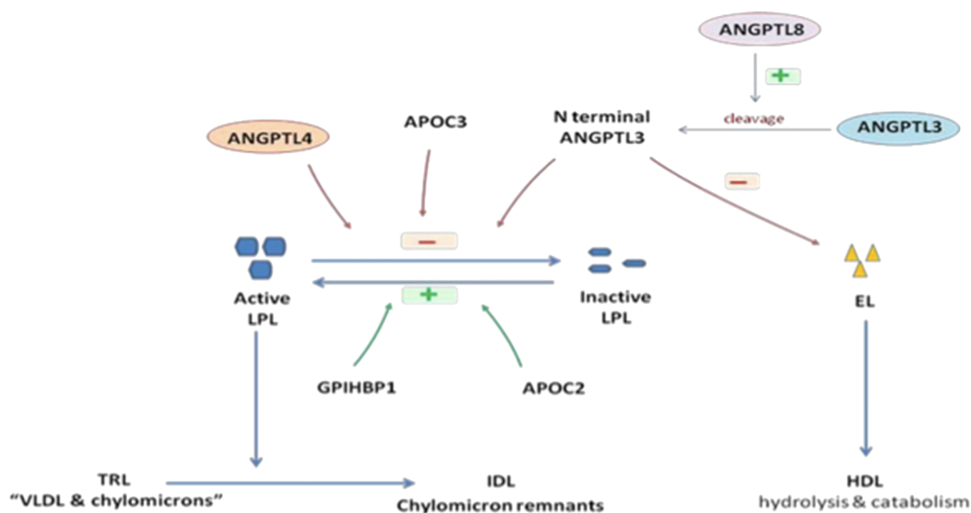 ANGPTL8
+
cleavage
ANGPTL3
N terminal
ANGPTL3
APOC3
ANGPTL4
−
−
+
Active
LPL
Inactive
LPL
EL
GPIHBP1
APOC2
TRL
"VLDL & chylomicrons"
IDL
Chylomicron remnants
HDL
hydrolysis & catabolism